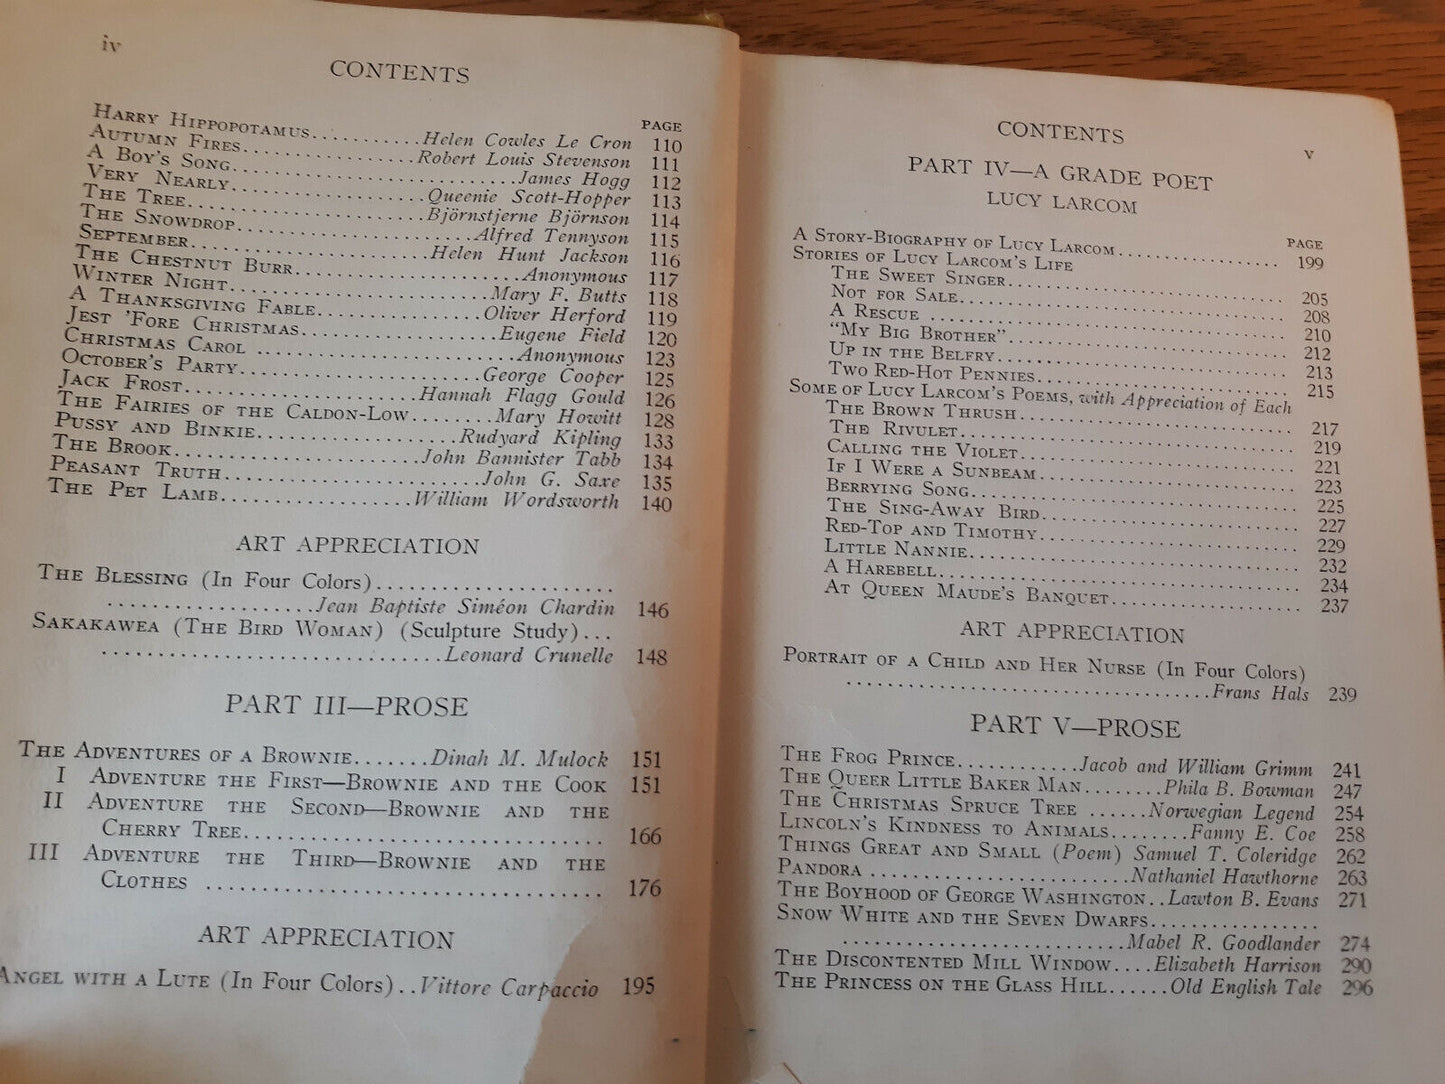 iv
CONTENTS
PAGE
HARRY HIPPOPOTAMUS..........Helen Cowles Le Cron 110
AUTUMN FIRES................Robert Louis Stevenson 111
A BOY'S SONG...........................James Hogg 112
VERY NEARLY..................Queenie Scott-Hopper 113
THE TREE......................Björnstjerne Björnson 114
THE SNOWDROP......................Alfred Tennyson 115
SEPTEMBER......................Helen Hunt Jackson 116
THE CHESTNUT BURR.....................Anonymous 117
WINTER NIGHT........................Mary F. Butts 118
A THANKSGIVING FABLE...............Oliver Herford 119
JEST 'FORE CHRISTMAS.................Eugene Field 120
CHRISTMAS CAROL ......................Anonymous 123
OCTOBER'S PARTY......................George Cooper 125
JACK FROST....................Hannah Flagg Gould 126
THE FAIRIES OF THE CALDON-LOW........Mary Howitt 128
PUSSY AND BINKIE..................Rudyard Kipling 133
THE BROOK.....................John Bannister Tabb 134
PEASANT TRUTH.......................John G. Saxe 135
THE PET LAMB.................William Wordsworth 140
ART APPRECIATION
THE BLESSING (In Four Colors)....................
....................Jean Baptiste Siméon Chardin 146
SAKAKAWEA (THE BIRD WOMAN) (Sculpture Study)...
...............................Leonard Crunelle 148
PART III—PROSE
THE ADVENTURES OF A BROWNIE.......Dinah M. Mulock 151
I ADVENTURE THE FIRST—BROWNIE AND THE COOK 151
II ADVENTURE THE SECOND—BROWNIE AND THE
CHERRY TREE.............................. 166
III ADVENTURE THE THIRD—BROWNIE AND THE
CLOTHES ................................. 176
ART APPRECIATION
ANGEL WITH A LUTE (In Four Colors)..Vittore Carpaccio 195
CONTENTS
v
PART IV—A GRADE POET
LUCY LARCOM
PAGE
A STORY-BIOGRAPHY OF LUCY LARCOM................ 199
STORIES OF LUCY LARCOM'S LIFE
THE SWEET SINGER............................ 205
NOT FOR SALE................................ 208
A RESCUE ................................... 210
"MY BIG BROTHER"............................ 212
UP IN THE BELFRY............................ 213
TWO RED-HOT PENNIES......................... 215
SOME OF LUCY LARCOM'S POEMS, with Appreciation of Each
THE BROWN THRUSH............................ 217
THE RIVULET................................. 219
CALLING THE VIOLET.......................... 221
IF I WERE A SUNBEAM......................... 223
BERRYING SONG............................... 225
THE SING-AWAY BIRD.......................... 227
RED-TOP AND TIMOTHY......................... 229
LITTLE NANNIE............................... 232
A HAREBELL.................................. 234
AT QUEEN MAUDE'S BANQUET.................... 237
ART APPRECIATION
PORTRAIT OF A CHILD AND HER NURSE (In Four Colors)
...................................Frans Hals 239
PART V—PROSE
THE FROG PRINCE............Jacob and William Grimm 241
THE QUEER LITTLE BAKER MAN........Phila B. Bowman 247
THE CHRISTMAS SPRUCE TREE ......Norwegian Legend 254
LINCOLN'S KINDNESS TO ANIMALS........Fanny E. Coe 258
THINGS GREAT AND SMALL (Poem) Samuel T. Coleridge 262
PANDORA .........................Nathaniel Hawthorne 263
THE BOYHOOD OF GEORGE WASHINGTON..Lawton B. Evans 271
SNOW WHITE AND THE SEVEN DWARFS................
...........................Mabel R. Goodlander 274
THE DISCONTENTED MILL WINDOW....Elizabeth Harrison 290
THE PRINCESS ON THE GLASS HILL......Old English Tale 296